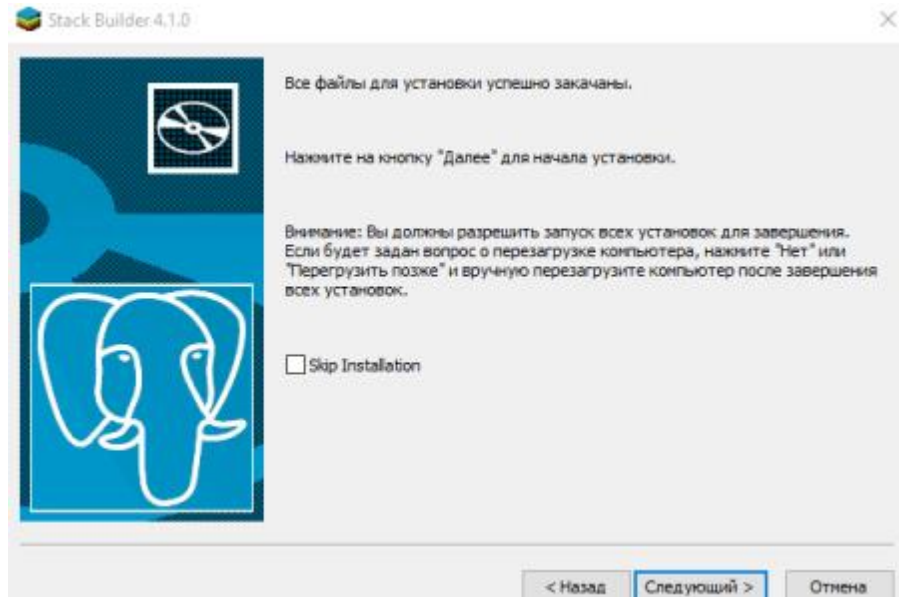 Stack Builder 4.1.0
Все файлы для установки успешно закачаны.
Нажмите на кнопку "Далее" для начала установки.
Внимание: Вы должны разрешить запуск всех установок для завершения.
Если будет задан вопрос о перезагрузке компьютера, нажмите "Нет" или
"Перегрузить позже" и вручную перезагрузите компьютер после завершения
всех установок.
Skip Installation
< Назад
Следующий >
Отмена